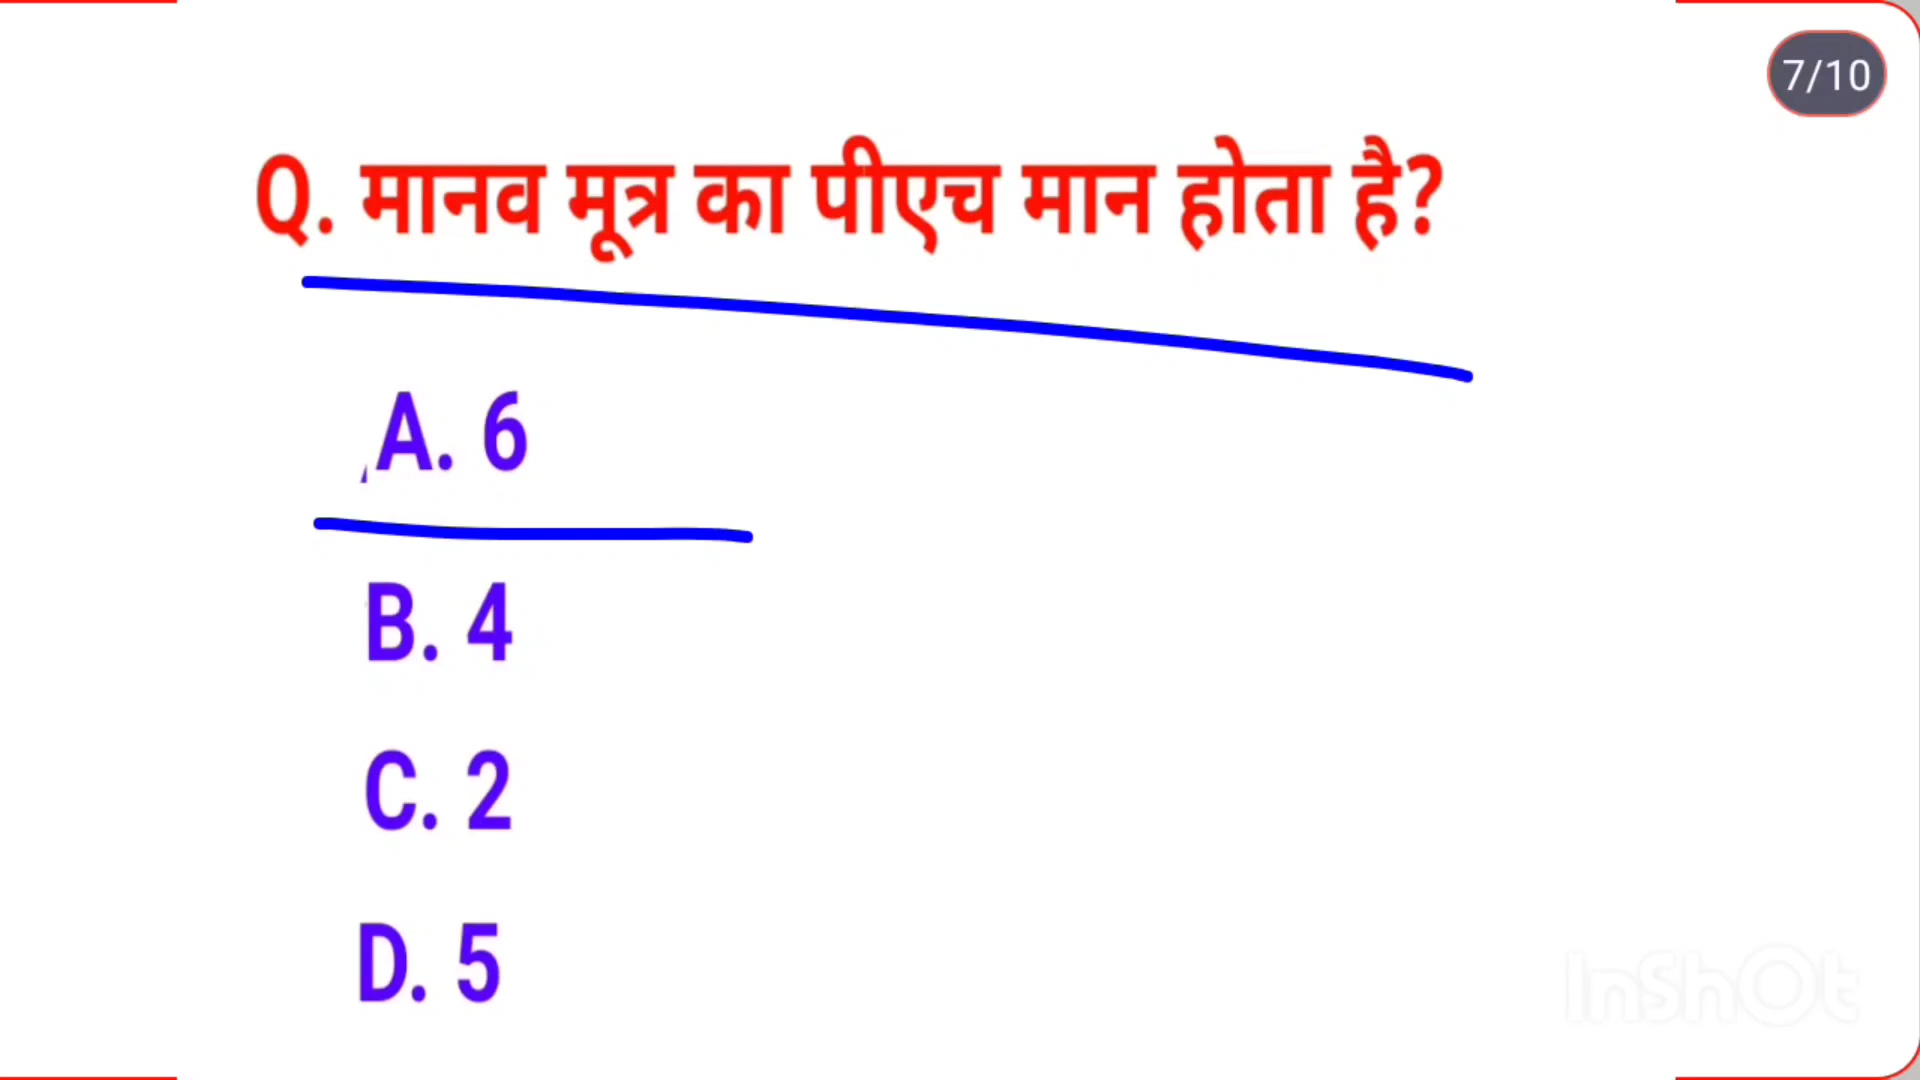 7/10
Q. मानव मूत्र का पीएच मान होता है?
A. 6
B. 4
C. 2
D. 5
InShOt